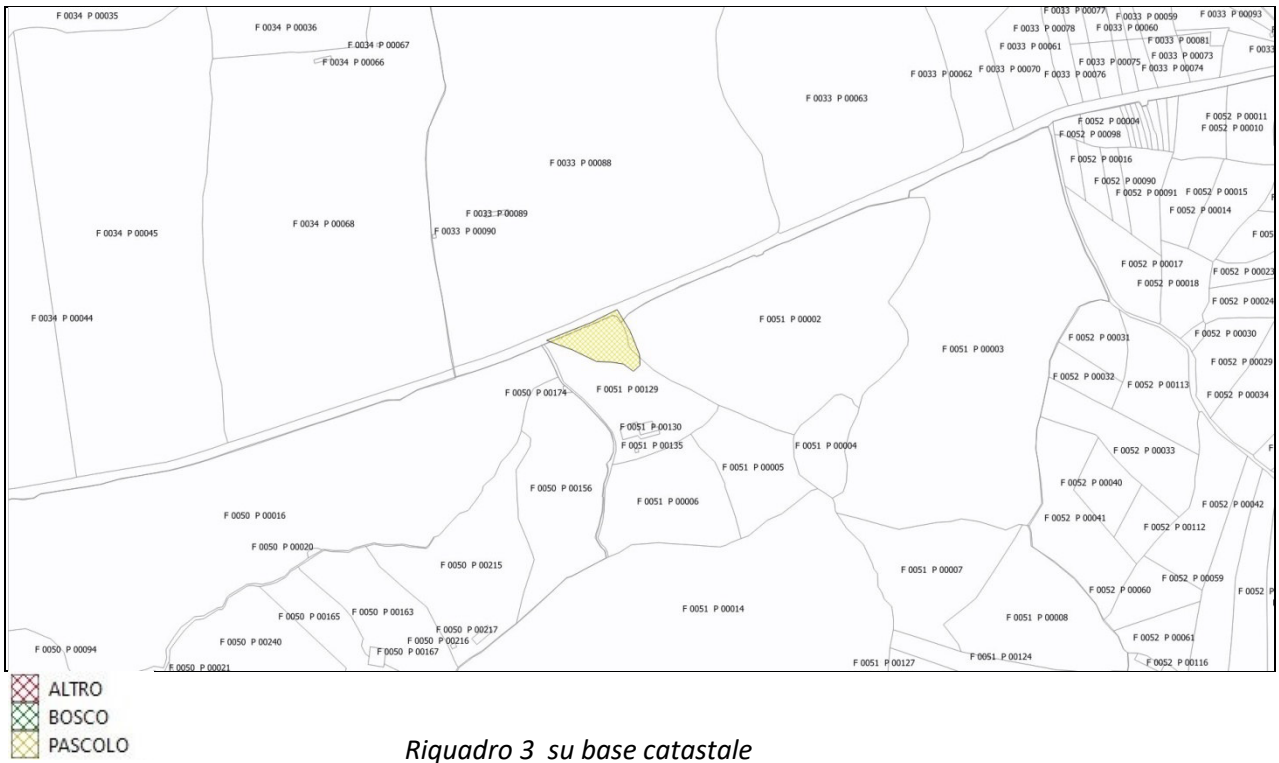 F 0034 P 00035
F 0034 P 00036
F 0034 P 00067
F 0034 P 00066
F 0033 P 00077
F 0033 P 00059
F 0033 P 00093
F 0033 P 00078
F 0033 P 00060
F 0033 P 00061
F 0033 P 00081
F 0033
F 0033 P 00073
F 0033 P 00075
F 0033 P 00074
F 0033 P 00062
F 0033 P 00070
F 0033 P 00076
F 0033 P 00063
F 0052 P 00011
F 0052 P 00004
F 0052 P 00010
F 0052 P 00098
F 0033 P 00088
F 0052 P 00016
F 0052 P 00090
F 0052 P 00091
F 0052 P 00015
F 0033 P 00089
F 0052 P 00014
F 0034 P 00045
F 0034 P 00068
F 0033 P 00090
F 005
F 0052 P 00017
F 0052 P 00023
F 0052 P 00018
F 0052 P 00024
F 0034 P 00044
F 0051 P 00002
F 0051 P 00003
F 0052 P 00031
F 0052 P 00030
F 0052 P 00029
F 0052 P 00032
F 0052 P 00113
F 0052 P 00034
F 0050 P 00174
F 0051 P 00129
F 0051 P 00130
F 0051 P 00135
F 0051 P 00004
F 0052 P 00033
F
F 0051 P 00005
F 0050 P 00156
F 0051 P 00006
F 0052 P 00040
F 0052 P 00042
F 0050 P 00016
F 0052 P 00041
F 0052 P 00112
F 0050 P 00020
F 0050 P 00215
F 0051 P 00007
F 0052 P 00059
F 0052 P 00060
F 0052 P
F 0050 P 00165
F 0050 P 00163
F 0051 P 00014
F 0051 P 00008
F 0050 P 00217
F 0050 P 00240
F 0050 P 00216
F 0052 P 00061
F 0050 P 00094
F 0050 P 00167
F 0051 P 00127
F 0051 P 00124
F 0052 P 00116
F 0050 P 00021
ALTRO
BOSCO
PASCOLO
Riquadro 3 su base catastale